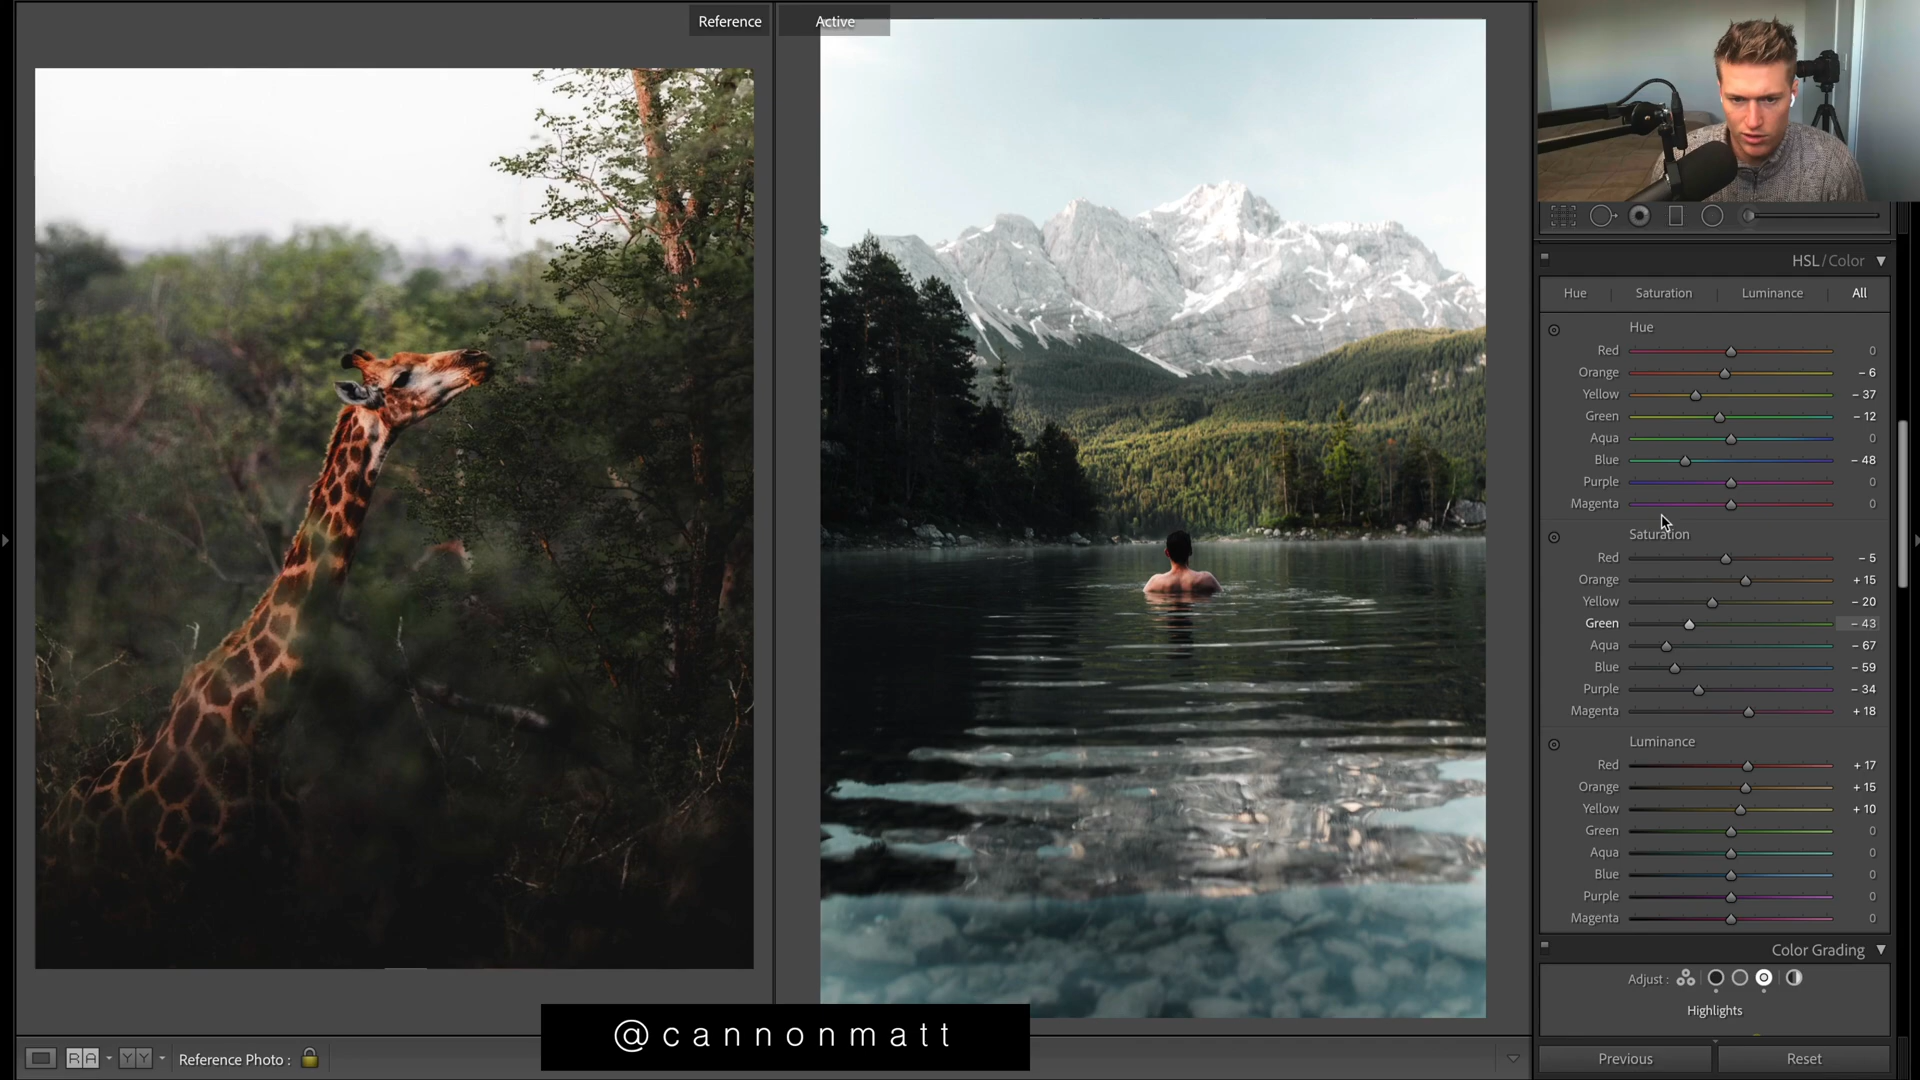 Reference
Active
HSL / Color
Hue
Saturation
Luminance
All
Hue
Red 0
Orange – 6
Yellow – 37
Green – 12
Aqua 0
Blue – 48
Purple 0
Magenta 0
Saturation
Red – 5
Orange + 15
Yellow – 20
Green – 43
Aqua – 67
Blue – 59
Purple – 34
Magenta + 18
Luminance
Red + 17
Orange + 15
Yellow + 10
Green 0
Aqua 0
Blue 0
Purple 0
Magenta 0
Color Grading
Adjust :
Highlights
@cannonmatt
R A
Y Y
Reference Photo :
Previous
Reset